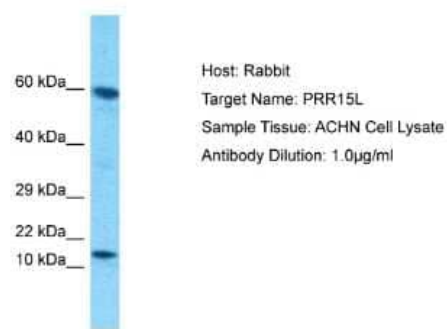 60 kDa
40 kDa
29 kDa
22 kDa
10 kDa
Host: Rabbit
Target Name: PRR15L
Sample Tissue: ACHN Cell Lysate
Antibody Dilution: 1.0µg/ml